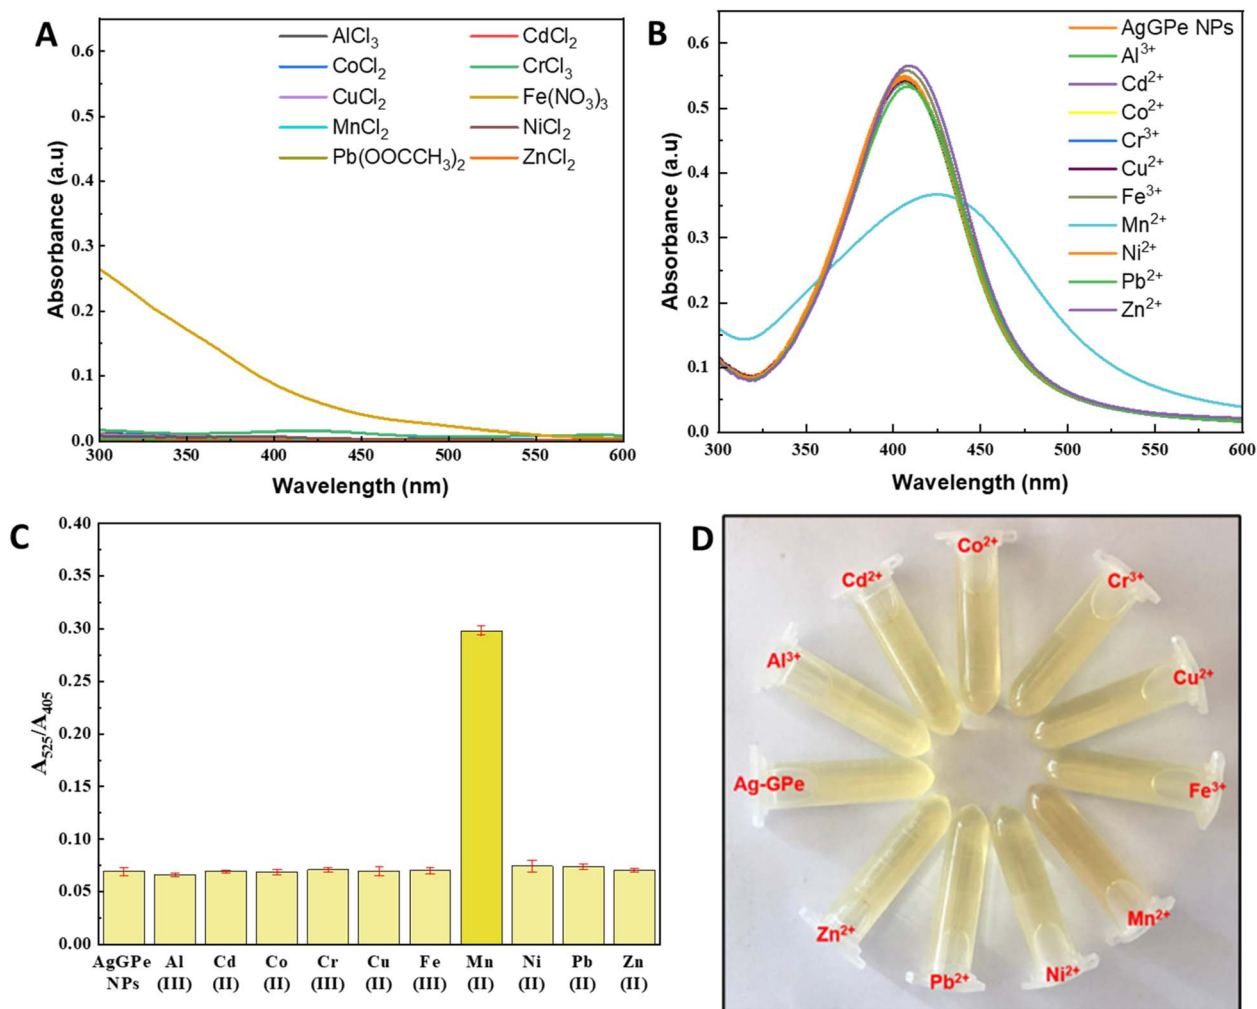 A
AlCl3
CdCl2
CoCl2
CrCl3
CuCl2
Fe(NO3)3
MnCl2
NiCl2
Pb(OOCCH3)2
ZnCl2
0.6
0.5
0.4
0.3
0.2
0.1
0.0
Absorbance (a.u)
300
350
400
450
500
550
600
Wavelength (nm)
B
AgGPe NPs
Al3+
Cd2+
Co2+
Cr3+
Cu2+
Fe3+
Mn2+
Ni2+
Pb2+
Zn2+
0.6
0.5
0.4
0.3
0.2
0.1
0.0
Absorbance (a.u)
300
350
400
450
500
550
600
Wavelength (nm)
C
0.40
0.35
0.30
0.25
0.20
0.15
0.10
0.05
0.00
A525/A405
AgGPe Al Cd Co Cr Cu Fe Mn Ni Pb Zn
NPs (III) (II) (II) (III) (II) (III) (II) (II) (II) (II)
D
Co2+
Cd2+
Cr3+
Al3+
Cu2+
Ag-GPe
Fe3+
Zn2+
Mn2+
Pb2+
Ni2+